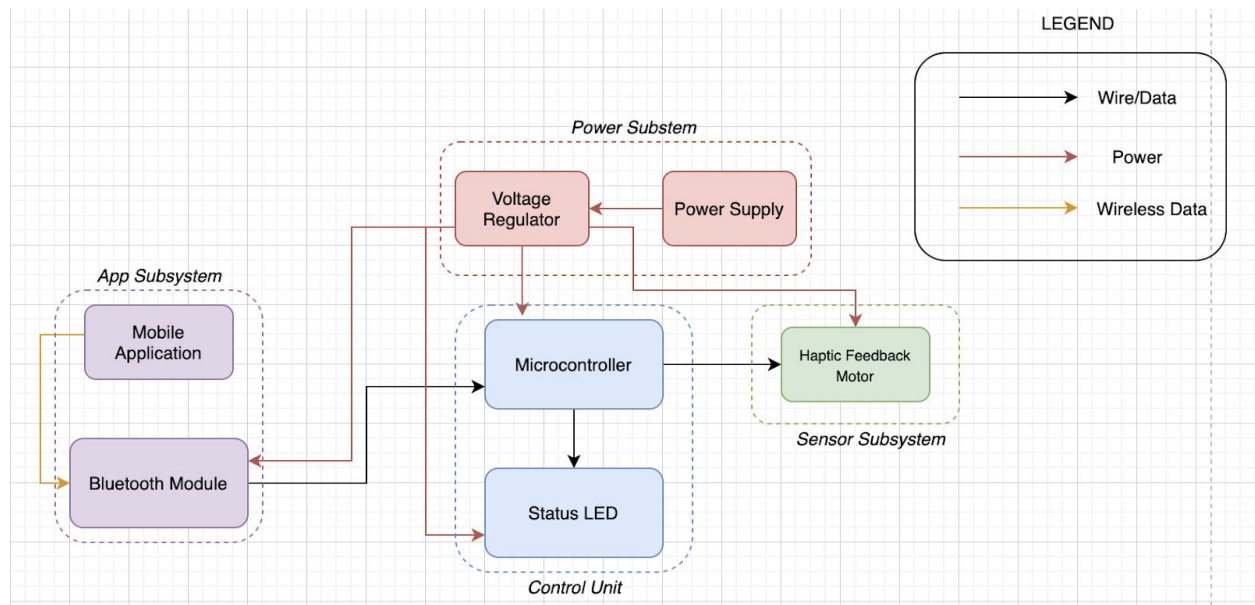 LEGEND
Wire/Data
Power
Wireless Data
Power Substem
Voltage
Regulator
Power Supply
App Subsystem
Mobile
Application
Bluetooth Module
Microcontroller
Status LED
Control Unit
Haptic Feedback
Motor
Sensor Subsystem